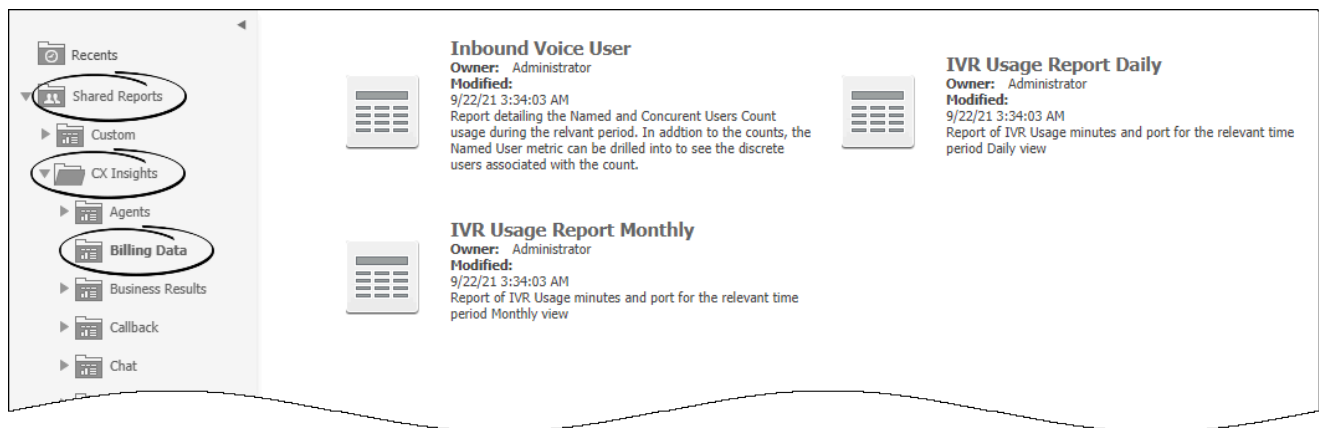 Recents
Shared Reports
Custom
CX Insights
Agents
Billing Data
Business Results
Callback
Chat
Inbound Voice User
Owner: Administrator
Modified:
9/22/21 3:34:03 AM
Report detailing the Named and Concurent Users Count
usage during the relvant period. In addtion to the counts, the
Named User metric can be drilled into to see the discrete
users associated with the count.
IVR Usage Report Daily
Owner: Administrator
Modified:
9/22/21 3:34:03 AM
Report of IVR Usage minutes and port for the relevant time
period Daily view
IVR Usage Report Monthly
Owner: Administrator
Modified:
9/22/21 3:34:03 AM
Report of IVR Usage minutes and port for the relevant time
period Monthly view